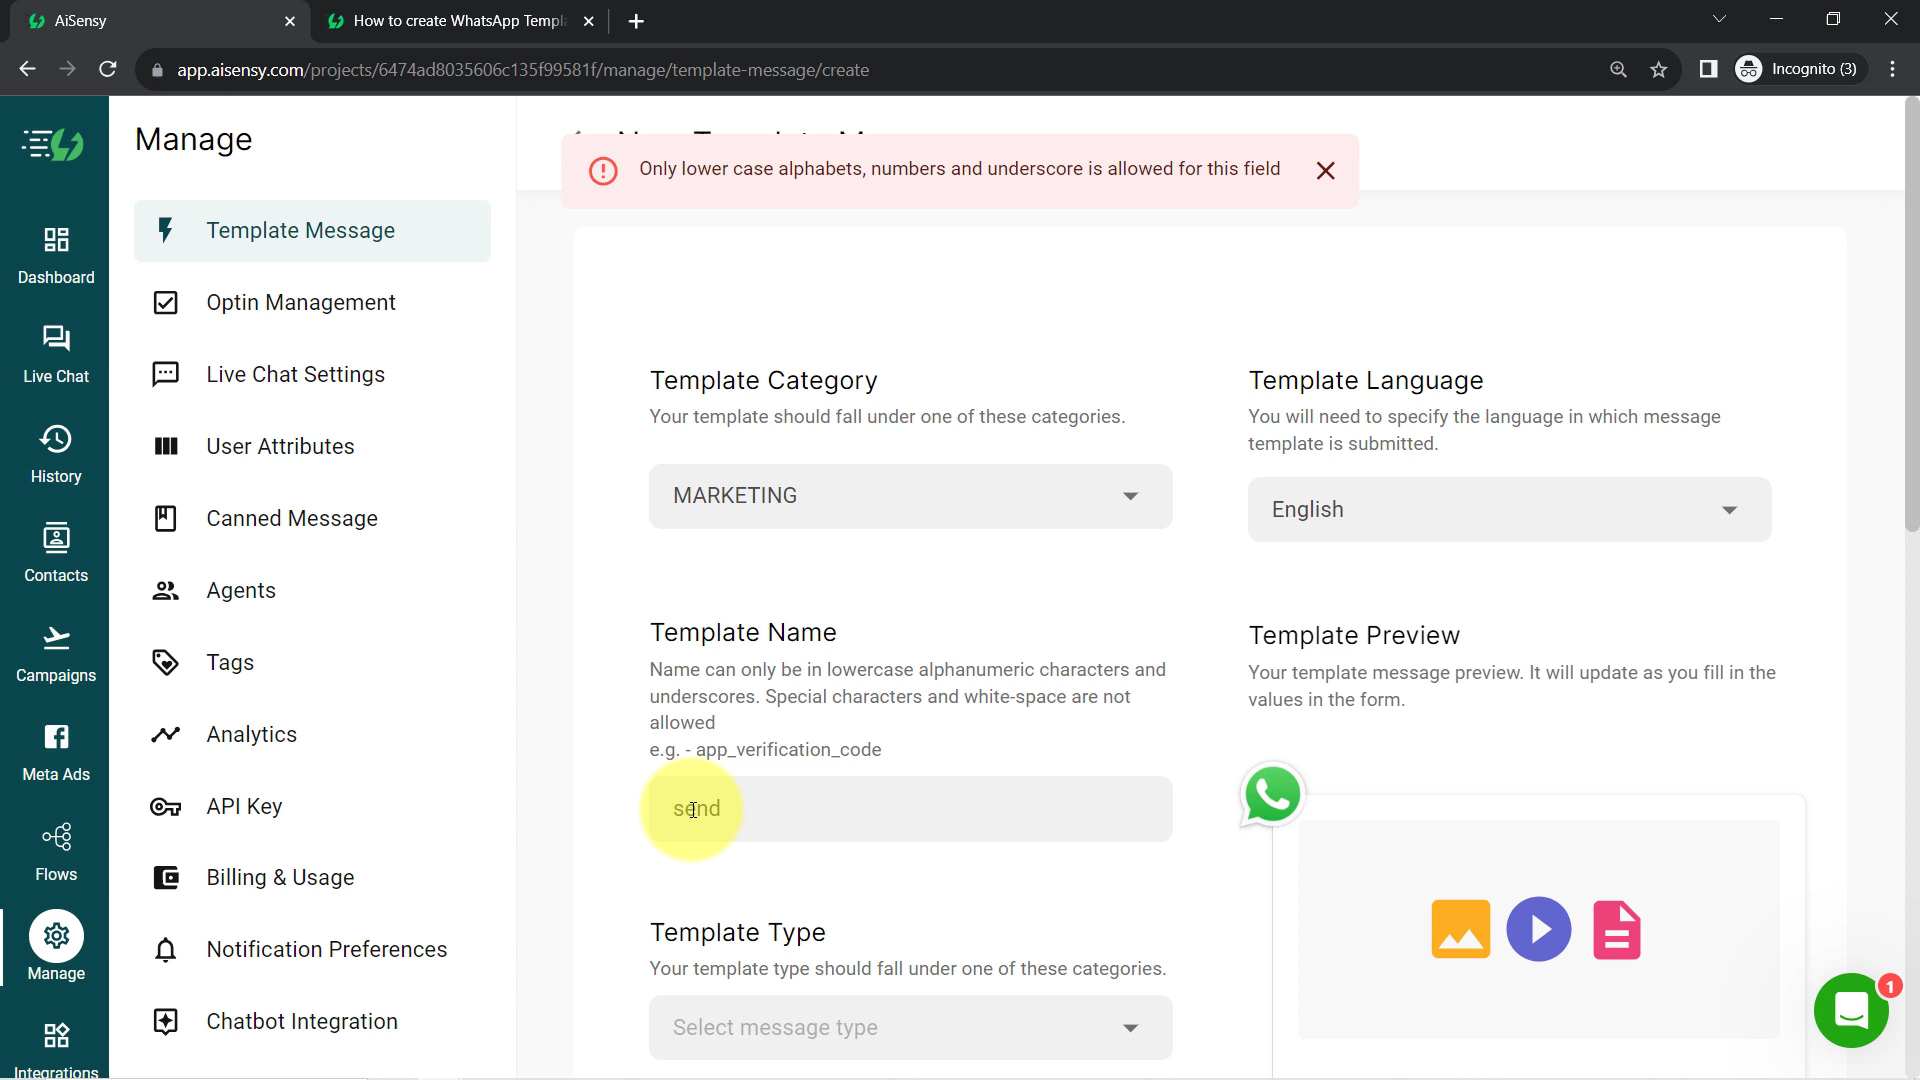 AiSensy
How to create WhatsApp Templ
app.aisensy.com/projects/6474ad8035606c135f99581f/manage/template-message/create
Incognito (3)
Manage
Only lower case alphabets, numbers and underscore is allowed for this field
Template Message
Dashboard
Optin Management
Live Chat
Live Chat Settings
Template Category
Template Language
Your template should fall under one of these categories.
You will need to specify the language in which message
template is submitted.
History
User Attributes
MARKETING
English
Contacts
Canned Message
Agents
Template Name
Template Preview
Campaigns
Tags
Name can only be in lowercase alphanumeric characters and
underscores. Special characters and white-space are not
allowed
e.g. - app_verification_code
Your template message preview. It will update as you fill in the
values in the form.
Meta Ads
Analytics
API Key
send
Flows
Billing & Usage
Template Type
Your template type should fall under one of these categories.
Manage
Notification Preferences
1
Chatbot Integration
Select message type
Integrations